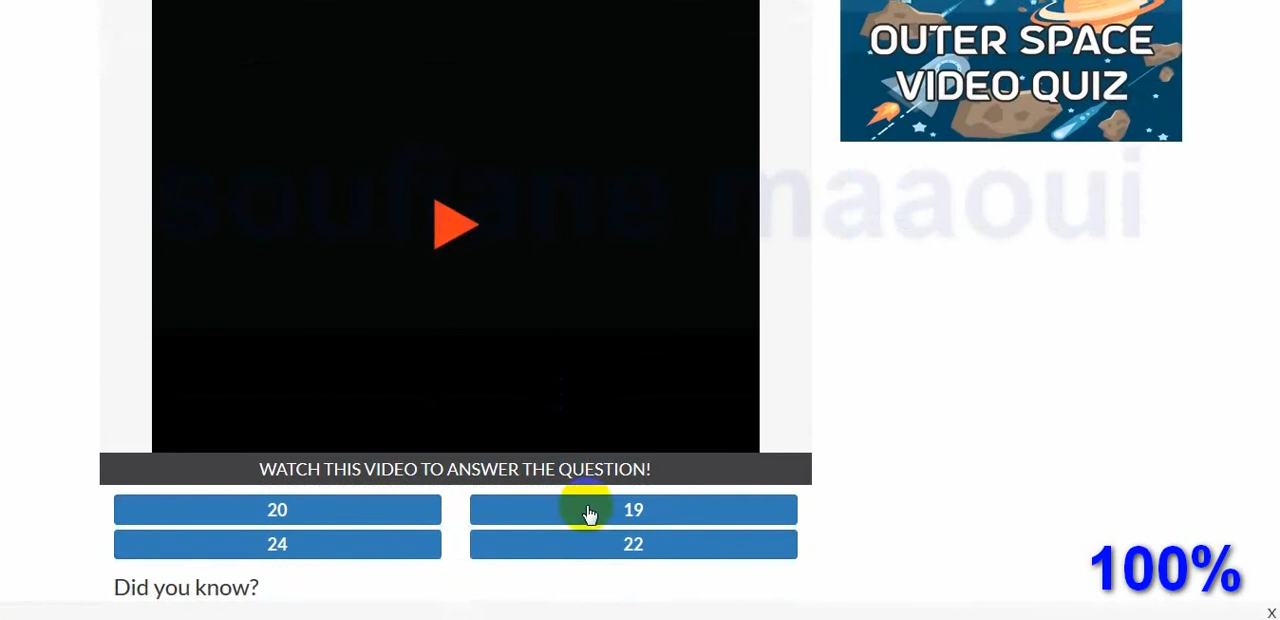 OUTER SPACE
VIDEO QUIZ
soufiane maaoui
WATCH THIS VIDEO TO ANSWER THE QUESTION!
20
19
24
22
Did you know?
100%
X